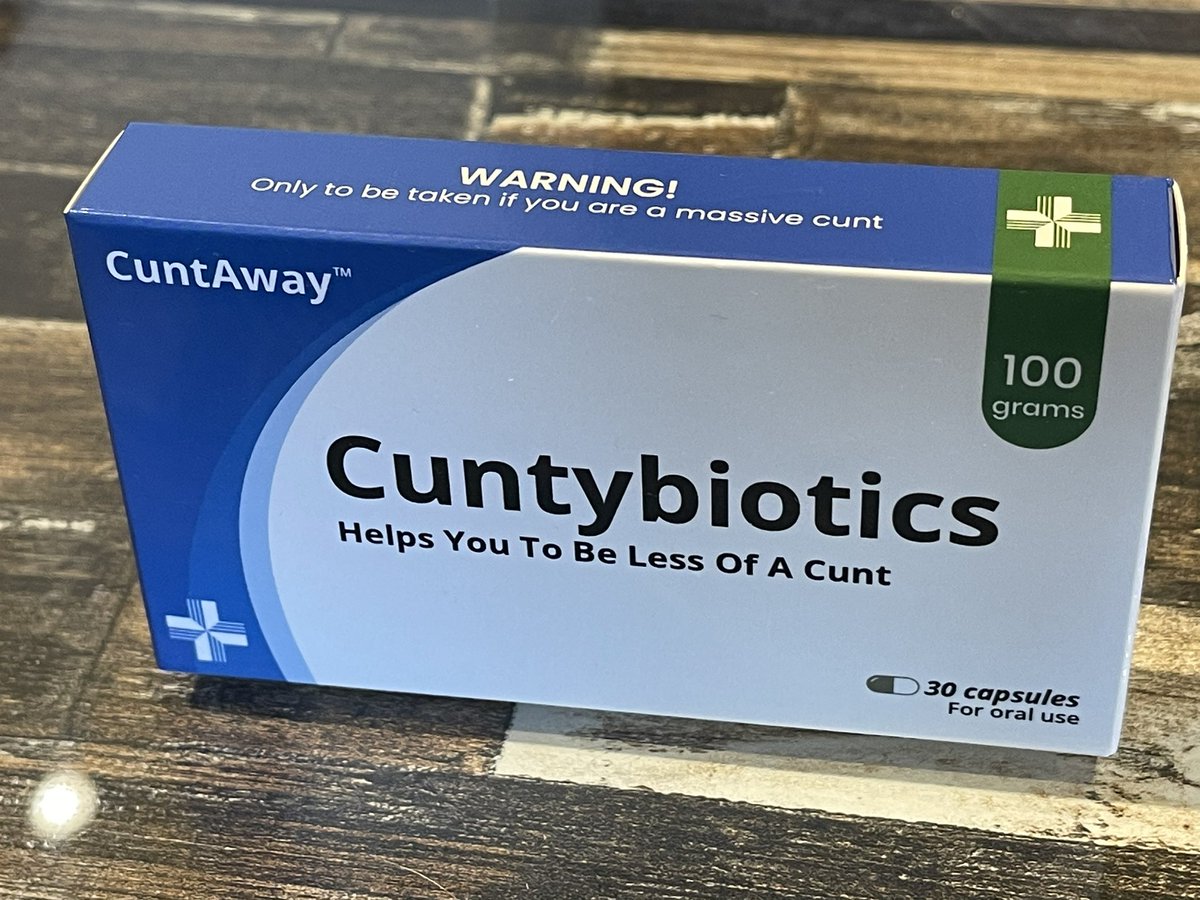 WARNING!
Only to be taken if you are a massive cunt
CuntAway™
100
grams
Cuntybiotics
Helps You To Be Less Of A Cunt
30 capsules
For oral use